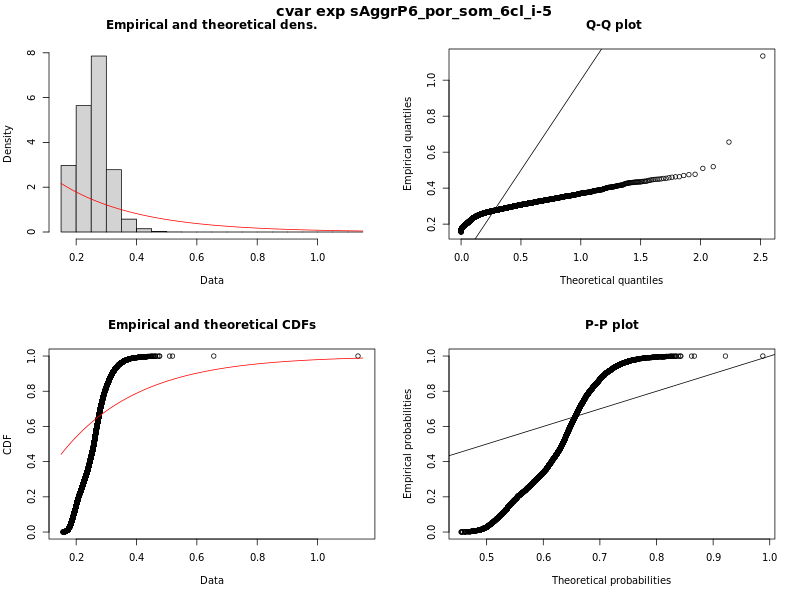 cvar exp sAggrP6_por_som_6cl_i-5
Empirical and theoretical dens.
Density
0 2 4 6 8
0.2 0.4 0.6 0.8 1.0
Data
Q-Q plot
Empirical quantiles
0.2 0.4 0.6 0.8 1.0
0.0 0.5 1.0 1.5 2.0 2.5
Theoretical quantiles
Empirical and theoretical CDFs
CDF
0.0 0.2 0.4 0.6 0.8 1.0
0.2 0.4 0.6 0.8 1.0
Data
P-P plot
Empirical probabilities
0.0 0.2 0.4 0.6 0.8 1.0
0.5 0.6 0.7 0.8 0.9 1.0
Theoretical probabilities